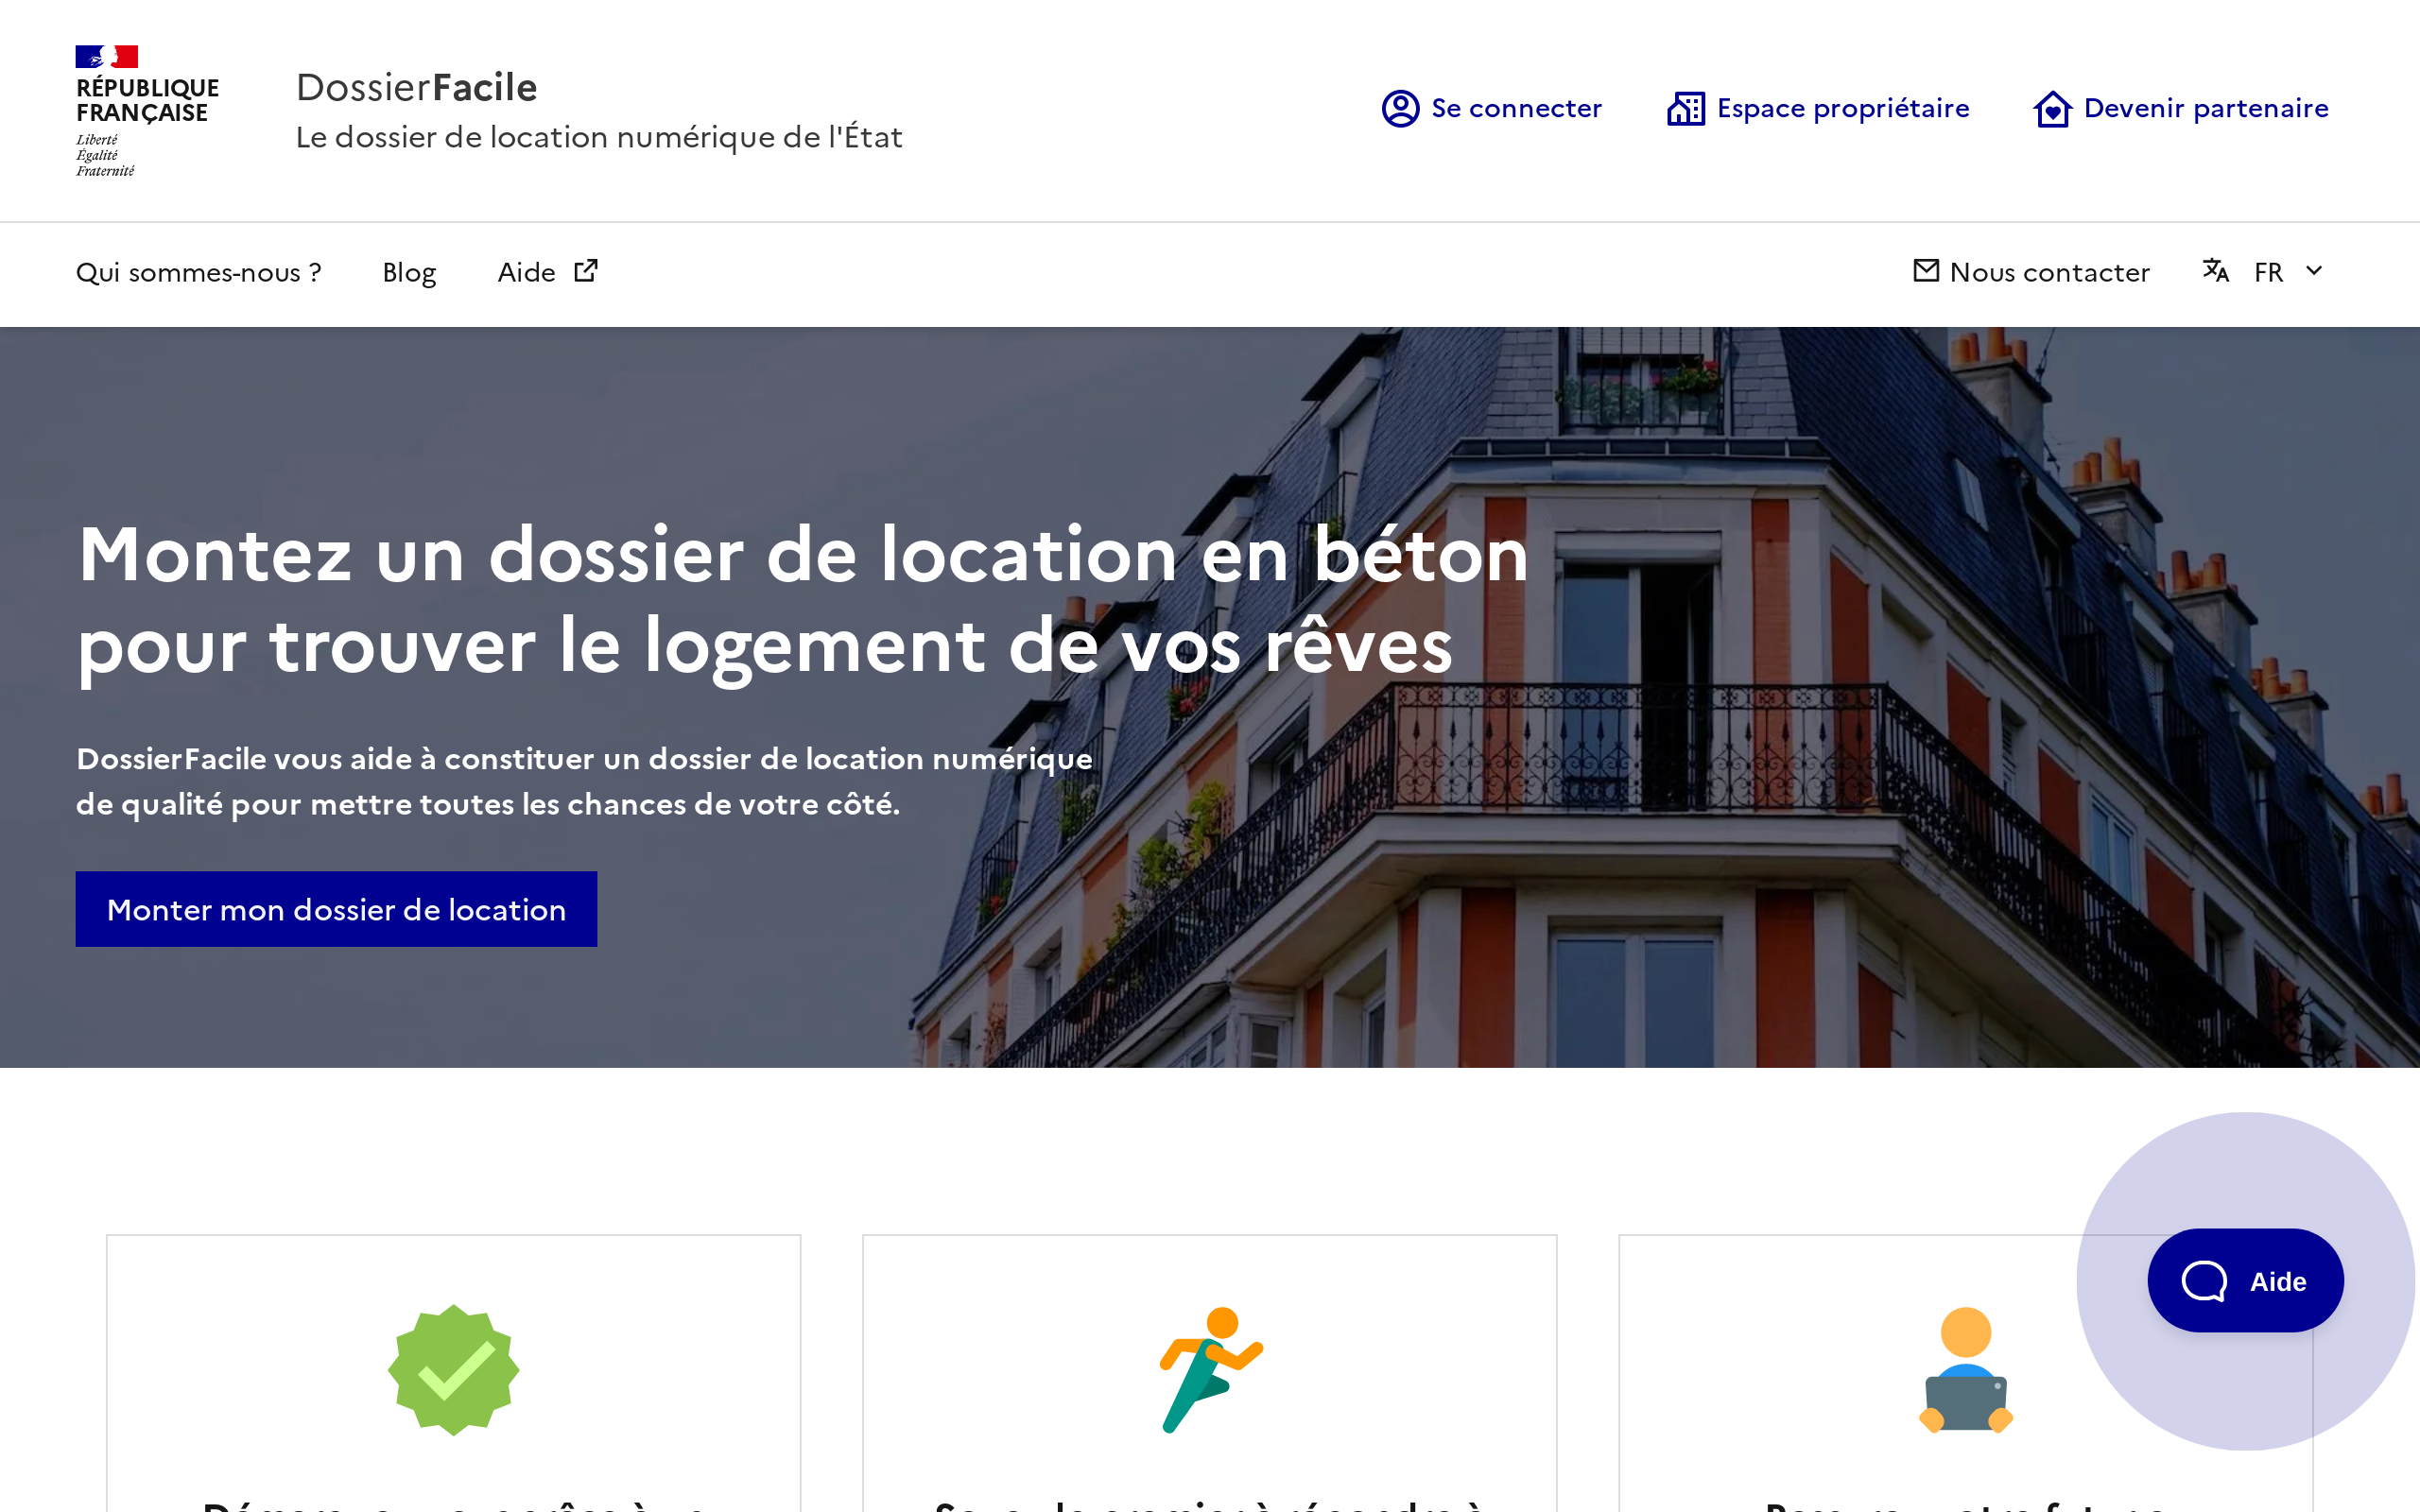 RÉPUBLIQUE
FRANÇAISE
Liberté
Égalité
Fraternité
DossierFacile
Le dossier de location numérique de l'État
Se connecter
Espace propriétaire
Devenir partenaire
Qui sommes-nous ?
Blog
Aide
Nous contacter
FR
Montez un dossier de location en béton
pour trouver le logement de vos rêves
DossierFacile vous aide à constituer un dossier de location numérique
de qualité pour mettre toutes les chances de votre côté.
Monter mon dossier de location
Aide